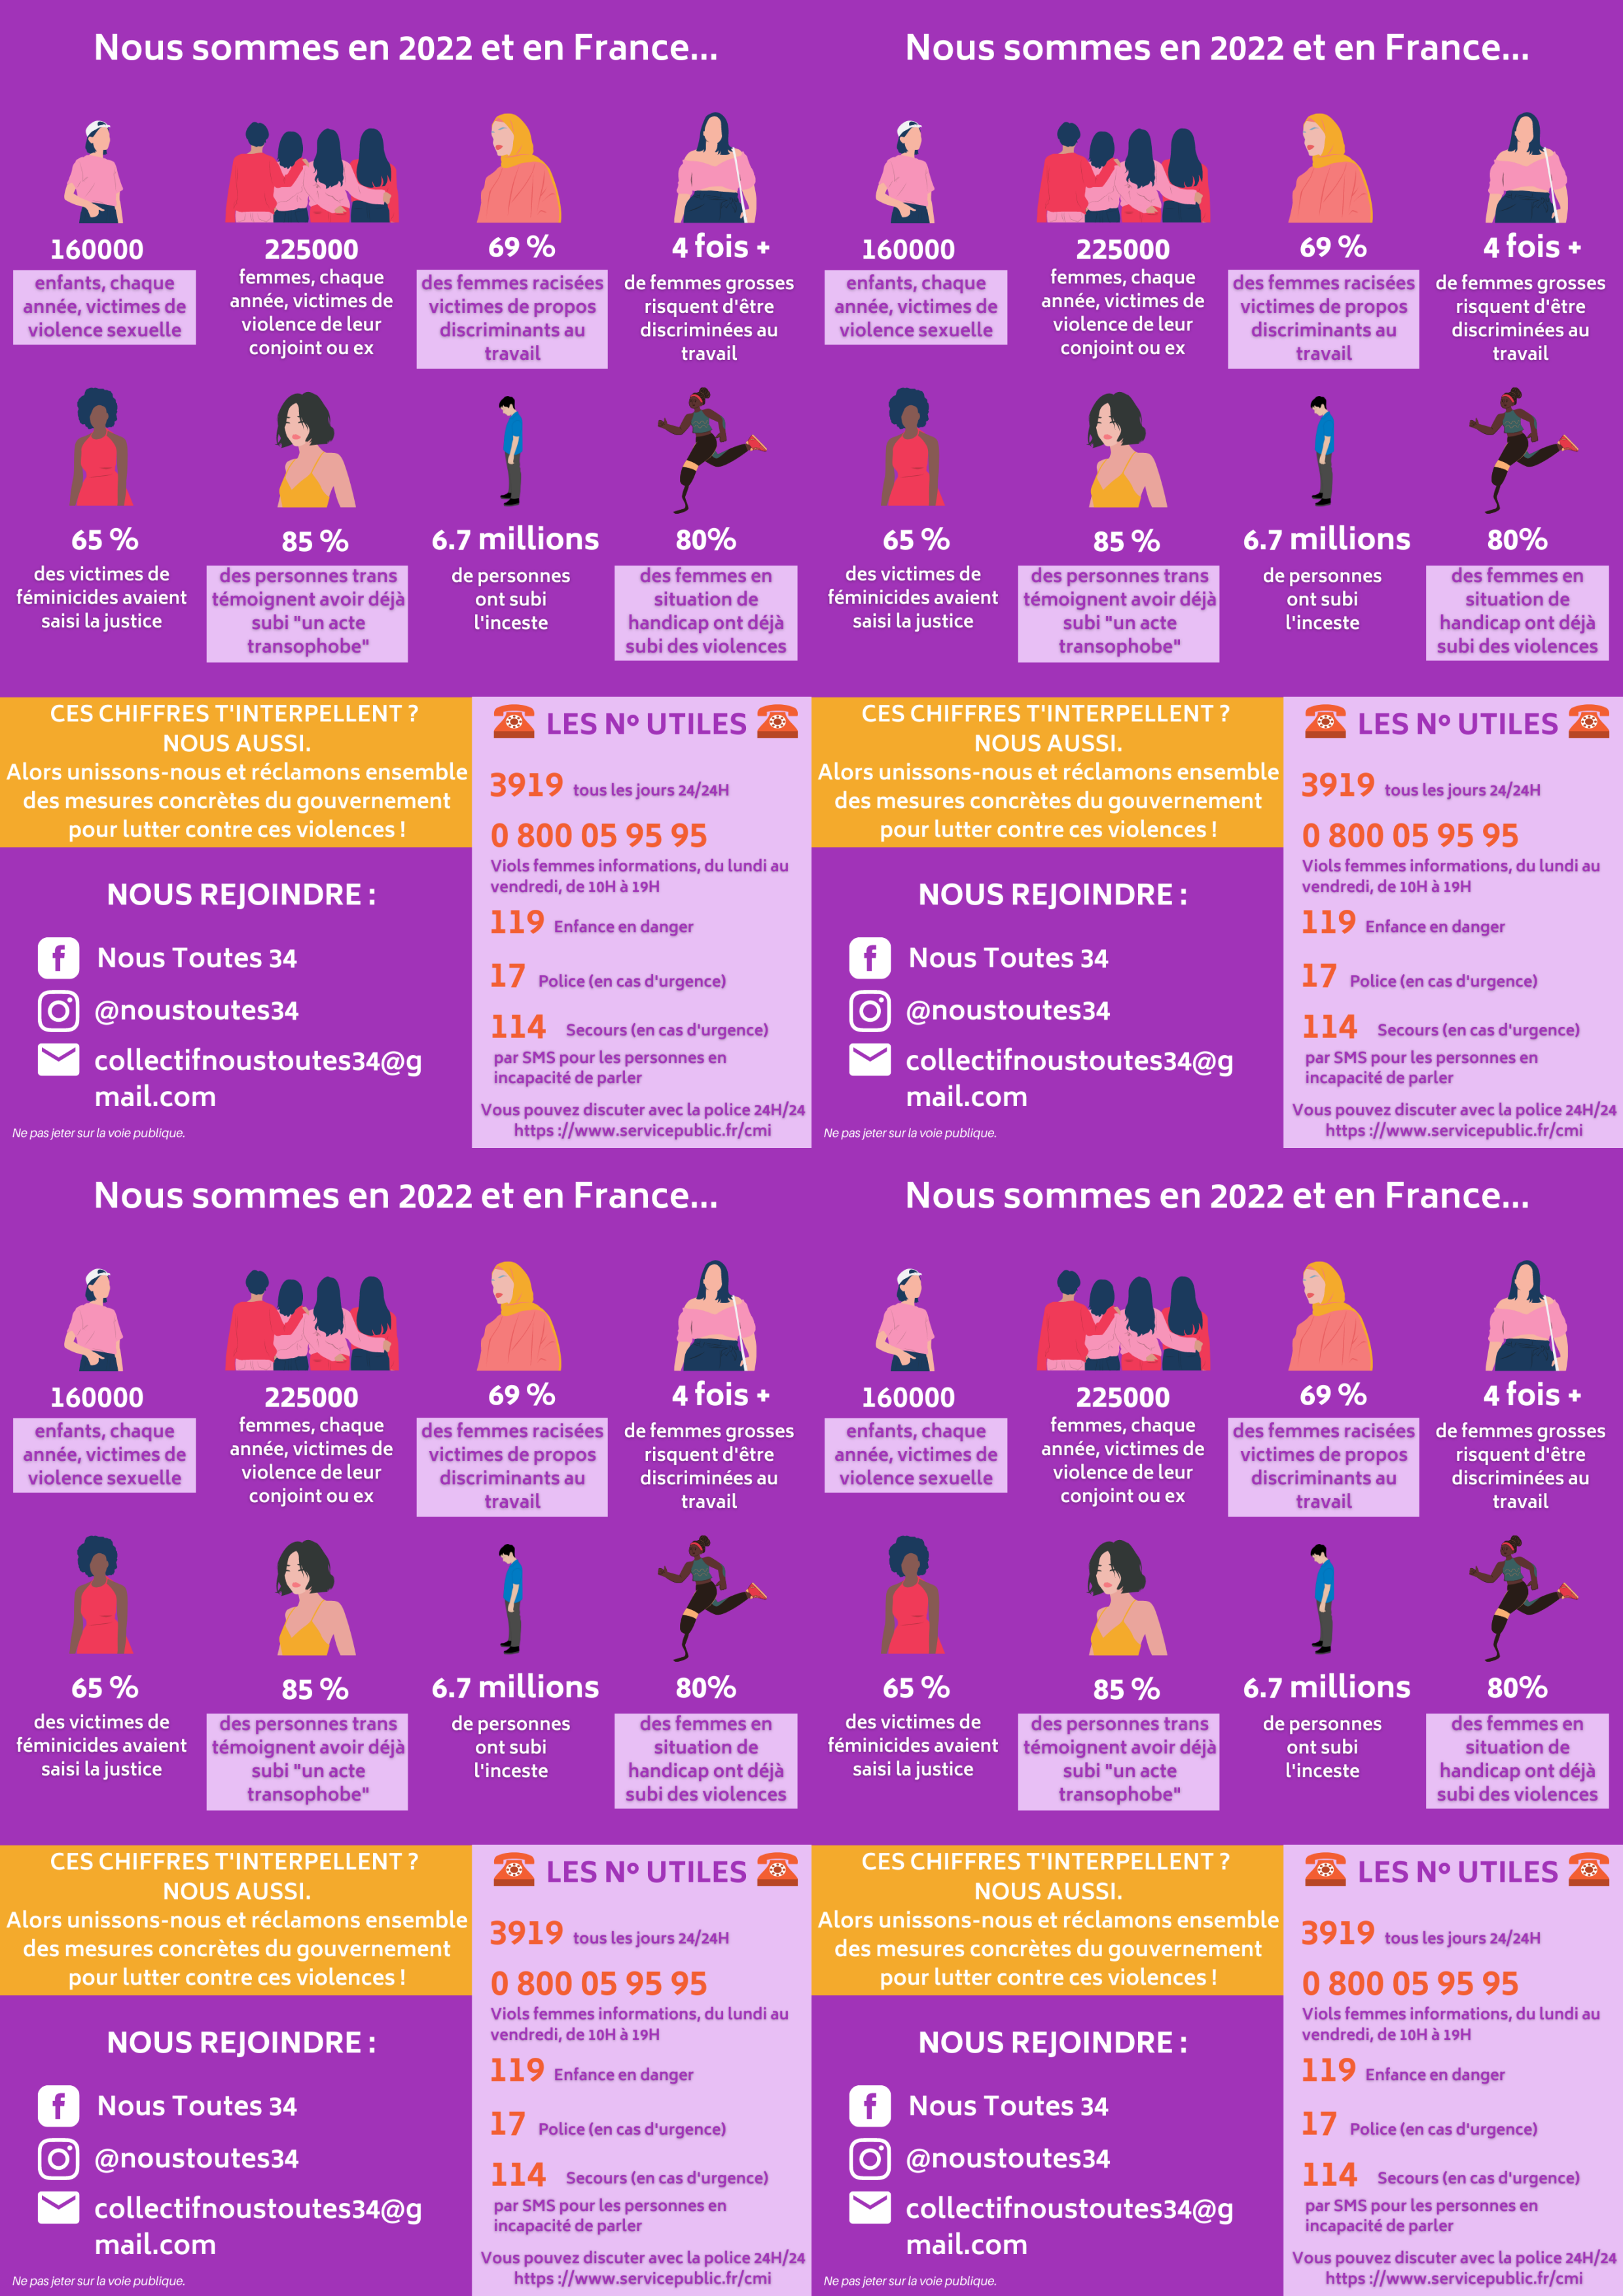 Nous sommes en 2022 et en France...
160000
enfants, chaque
année, victimes de
violence sexuelle
225000
femmes, chaque
année, victimes de
violence de leur
conjoint ou ex
69 %
des femmes racisées
victimes de propos
discriminants au
travail
4 fois +
de femmes grosses
risquent d'être
discriminées au
travail
65 %
des victimes de
féminicides avaient
saisi la justice
85 %
des personnes trans
témoignent avoir déjà
subi "un acte
transophobe"
6.7 millions
de personnes
ont subi
l'inceste
80%
des femmes en
situation de
handicap ont déjà
subi des violences
CES CHIFFRES T'INTERPELLENT ?
NOUS AUSSI.
Alors unissons-nous et réclamons ensemble
des mesures concrètes du gouvernement
pour lutter contre ces violences !
NOUS REJOINDRE :
Nous Toutes 34
@noustoutes34
collectifnoustoutes34@g
mail.com
Ne pas jeter sur la voie publique.
LES N° UTILES
3919 tous les jours 24/24H
0 800 05 95 95
Viols femmes informations, du lundi au
vendredi, de 10H à 19H
119 Enfance en danger
17 Police (en cas d'urgence)
114 Secours (en cas d'urgence)
par SMS pour les personnes en
incapacité de parler
Vous pouvez discuter avec la police 24H/24
https ://www.servicepublic.fr/cmi
Nous sommes en 2022 et en France...
160000
enfants, chaque
année, victimes de
violence sexuelle
225000
femmes, chaque
année, victimes de
violence de leur
conjoint ou ex
69 %
des femmes racisées
victimes de propos
discriminants au
travail
4 fois +
de femmes grosses
risquent d'être
discriminées au
travail
65 %
des victimes de
féminicides avaient
saisi la justice
85 %
des personnes trans
témoignent avoir déjà
subi "un acte
transophobe"
6.7 millions
de personnes
ont subi
l'inceste
80%
des femmes en
situation de
handicap ont déjà
subi des violences
CES CHIFFRES T'INTERPELLENT ?
NOUS AUSSI.
Alors unissons-nous et réclamons ensemble
des mesures concrètes du gouvernement
pour lutter contre ces violences !
NOUS REJOINDRE :
Nous Toutes 34
@noustoutes34
collectifnoustoutes34@g
mail.com
Ne pas jeter sur la voie publique.
LES N° UTILES
3919 tous les jours 24/24H
0 800 05 95 95
Viols femmes informations, du lundi au
vendredi, de 10H à 19H
119 Enfance en danger
17 Police (en cas d'urgence)
114 Secours (en cas d'urgence)
par SMS pour les personnes en
incapacité de parler
Vous pouvez discuter avec la police 24H/24
https ://www.servicepublic.fr/cmi
Nous sommes en 2022 et en France...
160000
enfants, chaque
année, victimes de
violence sexuelle
225000
femmes, chaque
année, victimes de
violence de leur
conjoint ou ex
69 %
des femmes racisées
victimes de propos
discriminants au
travail
4 fois +
de femmes grosses
risquent d'être
discriminées au
travail
65 %
des victimes de
féminicides avaient
saisi la justice
85 %
des personnes trans
témoignent avoir déjà
subi "un acte
transophobe"
6.7 millions
de personnes
ont subi
l'inceste
80%
des femmes en
situation de
handicap ont déjà
subi des violences
CES CHIFFRES T'INTERPELLENT ?
NOUS AUSSI.
Alors unissons-nous et réclamons ensemble
des mesures concrètes du gouvernement
pour lutter contre ces violences !
NOUS REJOINDRE :
Nous Toutes 34
@noustoutes34
collectifnoustoutes34@g
mail.com
Ne pas jeter sur la voie publique.
LES N° UTILES
3919 tous les jours 24/24H
0 800 05 95 95
Viols femmes informations, du lundi au
vendredi, de 10H à 19H
119 Enfance en danger
17 Police (en cas d'urgence)
114 Secours (en cas d'urgence)
par SMS pour les personnes en
incapacité de parler
Vous pouvez discuter avec la police 24H/24
https ://www.servicepublic.fr/cmi
Nous sommes en 2022 et en France...
160000
enfants, chaque
année, victimes de
violence sexuelle
225000
femmes, chaque
année, victimes de
violence de leur
conjoint ou ex
69 %
des femmes racisées
victimes de propos
discriminants au
travail
4 fois +
de femmes grosses
risquent d'être
discriminées au
travail
65 %
des victimes de
féminicides avaient
saisi la justice
85 %
des personnes trans
témoignent avoir déjà
subi "un acte
transophobe"
6.7 millions
de personnes
ont subi
l'inceste
80%
des femmes en
situation de
handicap ont déjà
subi des violences
CES CHIFFRES T'INTERPELLENT ?
NOUS AUSSI.
Alors unissons-nous et réclamons ensemble
des mesures concrètes du gouvernement
pour lutter contre ces violences !
NOUS REJOINDRE :
Nous Toutes 34
@noustoutes34
collectifnoustoutes34@g
mail.com
Ne pas jeter sur la voie publique.
LES N° UTILES
3919 tous les jours 24/24H
0 800 05 95 95
Viols femmes informations, du lundi au
vendredi, de 10H à 19H
119 Enfance en danger
17 Police (en cas d'urgence)
114 Secours (en cas d'urgence)
par SMS pour les personnes en
incapacité de parler
Vous pouvez discuter avec la police 24H/24
https ://www.servicepublic.fr/cmi